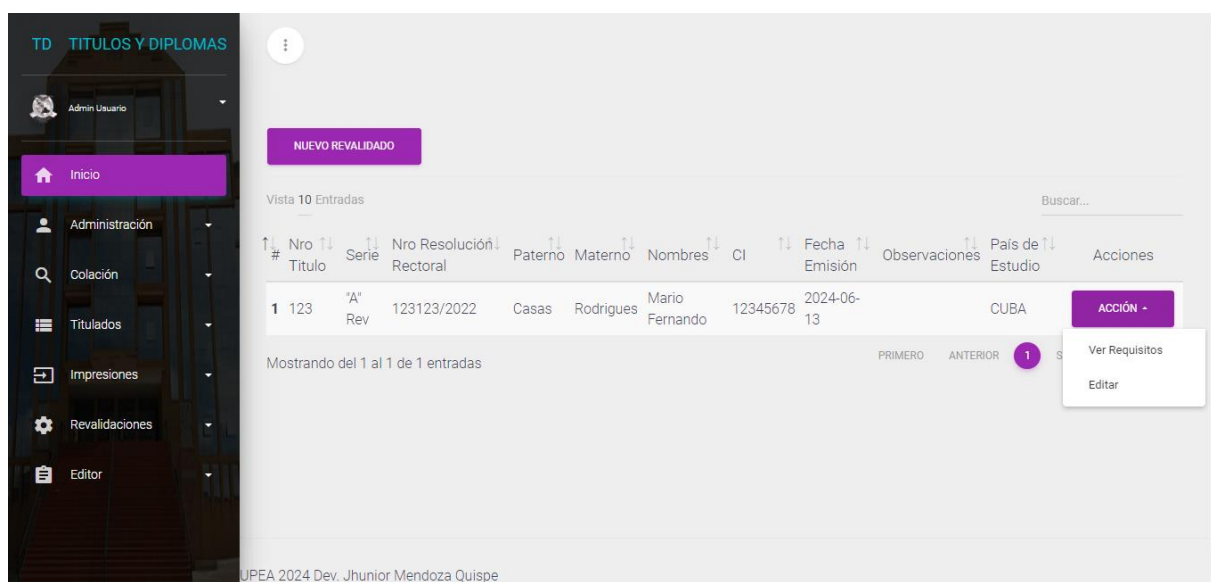 TD TITULOS Y DIPLOMAS
Admin Usuario
Inicio
Administración
Colación
Titulados
Impresiones
Revalidaciones
Editor
NUEVO REVALIDADO
Vista 10 Entradas
Buscar...
# Nro Titulo Serie Nro Resolución Rectoral Paterno Materno Nombres CI Fecha Emisión Observaciones País de Estudio Acciones
1 123 "A" Rev 123123/2022 Casas Rodrigues Mario Fernando 12345678 2024-06-13 CUBA ACCIÓN
Mostrando del 1 al 1 de 1 entradas
PRIMERO ANTERIOR 1 S
Ver Requisitos
Editar
UPEA 2024 Dev. Jhunior Mendoza Quispe